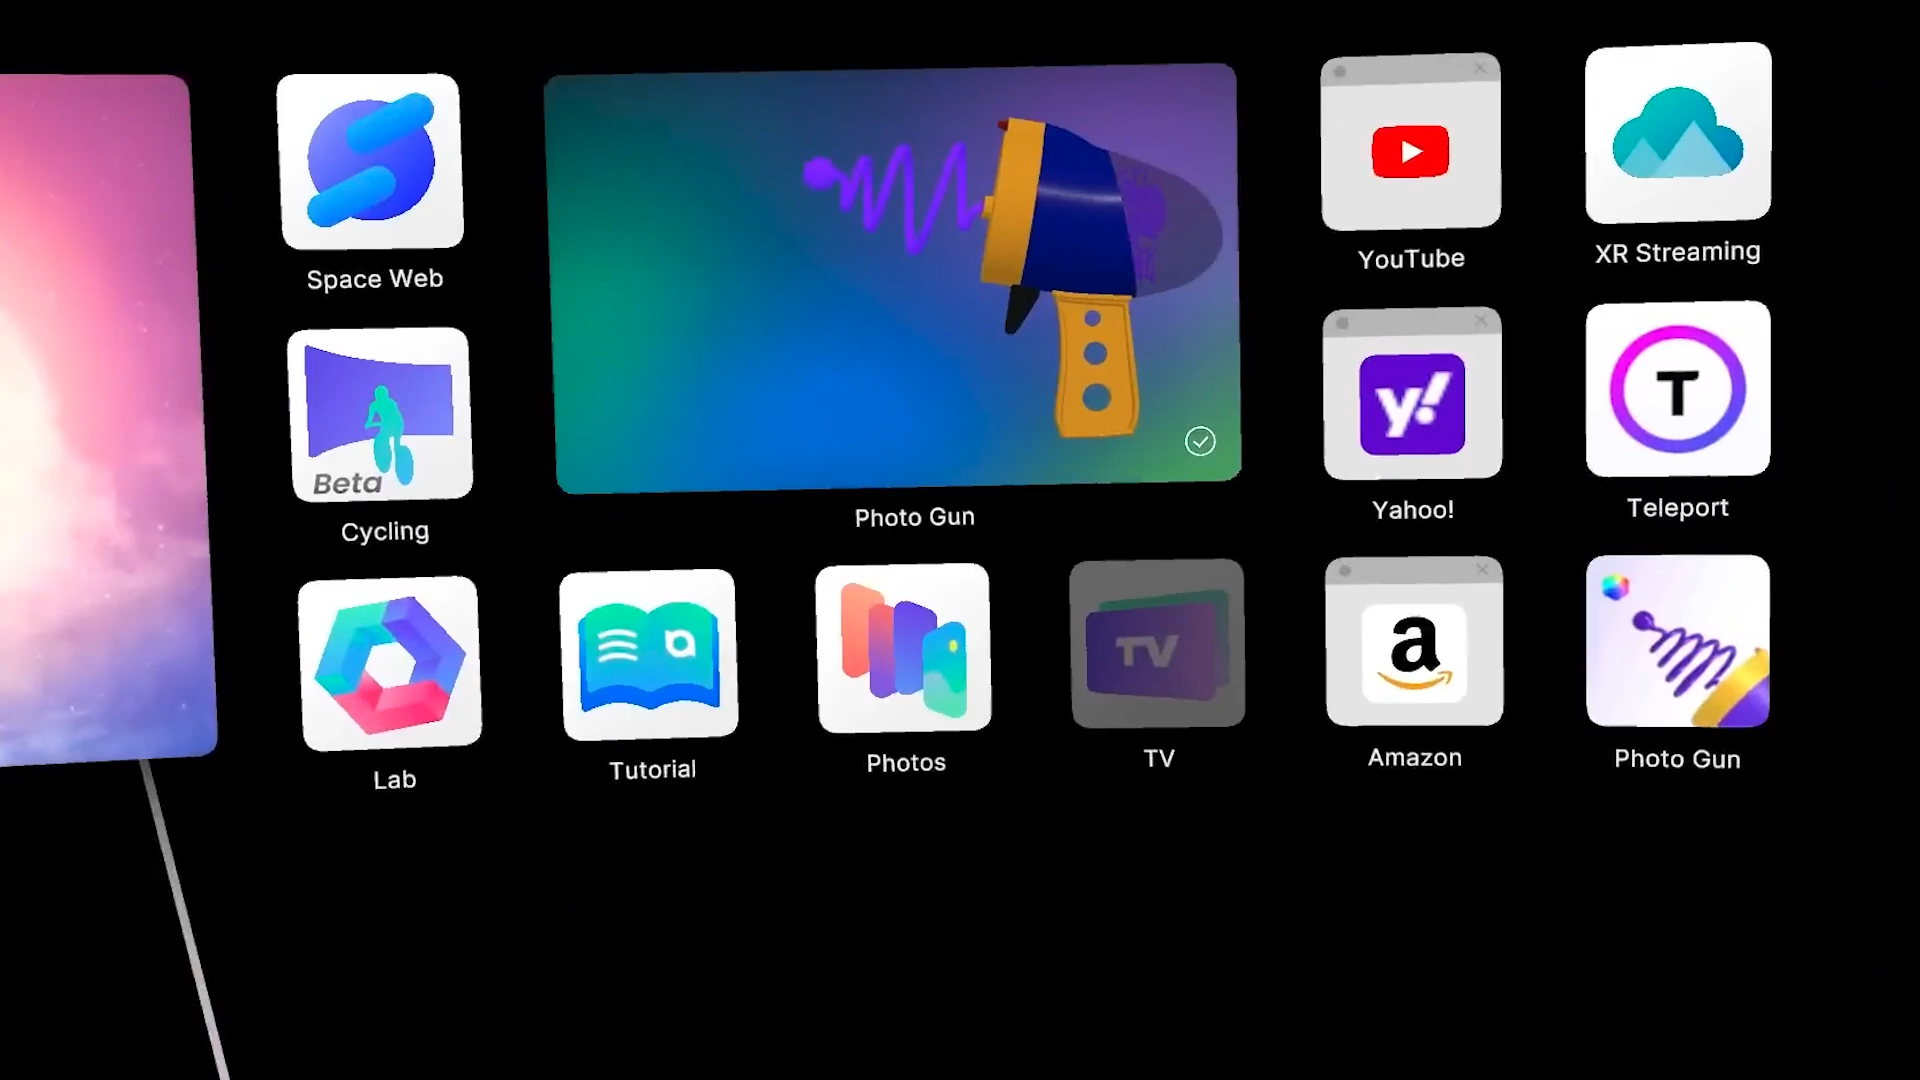 Space Web
YouTube
XR Streaming
Beta
Cycling
Photo Gun
y!
Yahoo!
T
Teleport
Lab
Tutorial
Photos
TV
TV
a
Amazon
Photo Gun